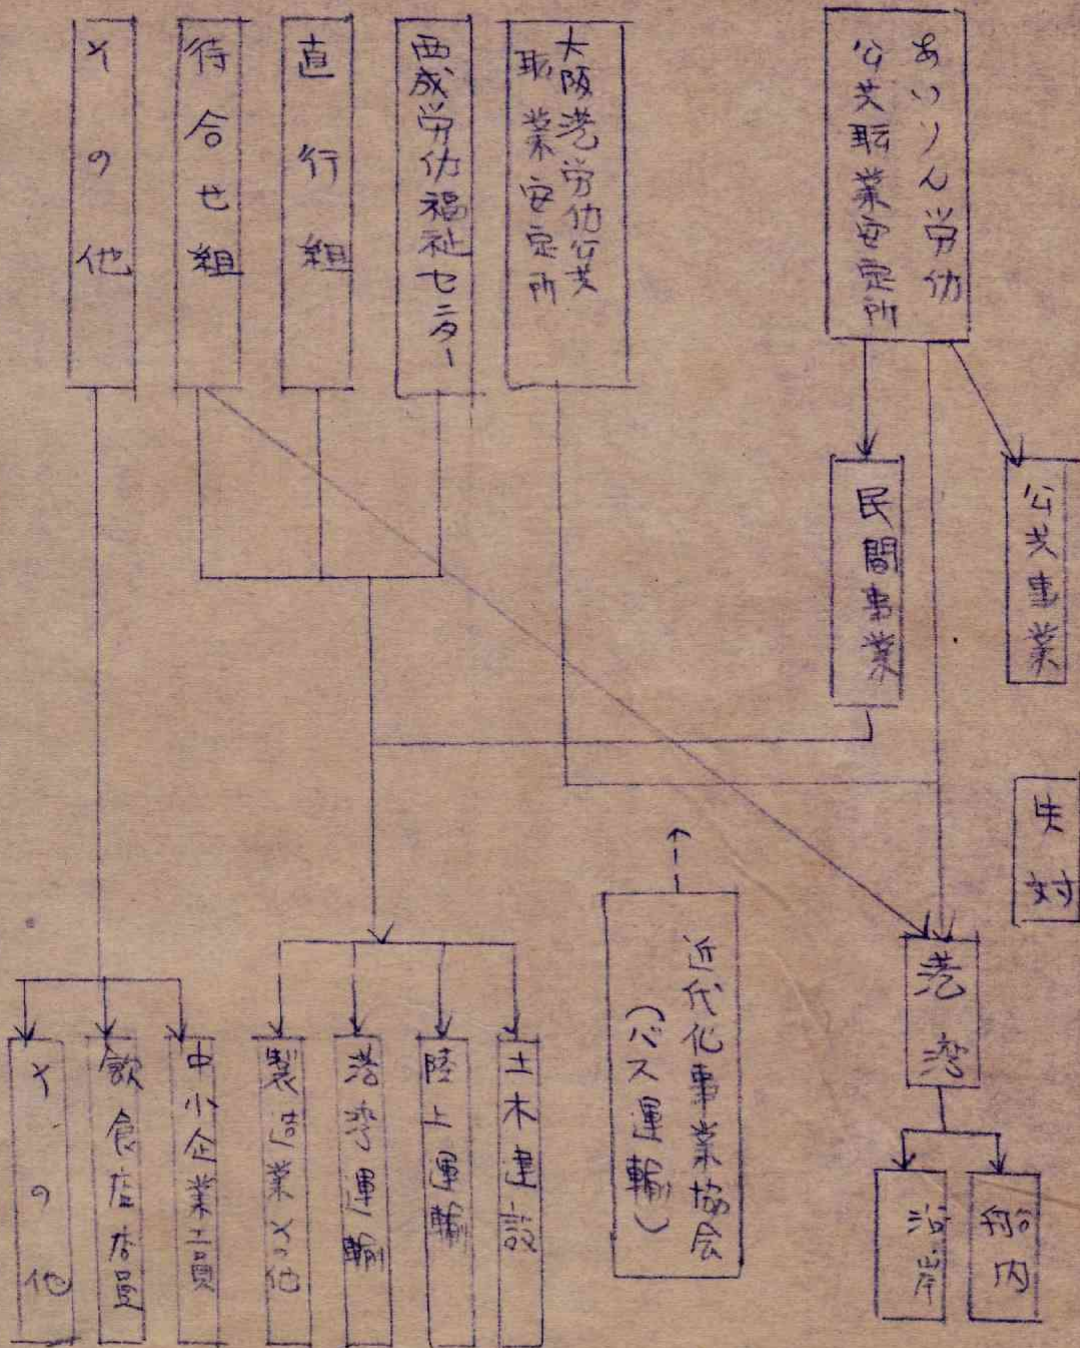 あいりん労仂
公共職業安定所
大阪港労仂公共
職業安定所
西成労仂福祉センター
直行組
待合せ組
その他
公共事業
民間事業
失対
港湾
近代化事業協会
（バス運輸）
船内
沿岸
土木建設
陸上運輸
港湾運輸
製造業その他
中小企業工員
飲食店店員
その他